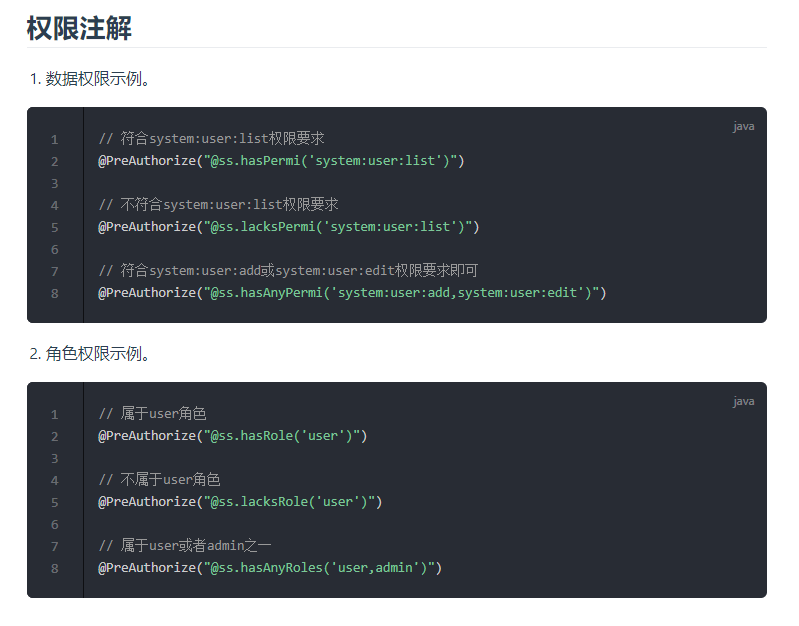 权限注解
1. 数据权限示例。
java
1 // 符合system:user:list权限要求
2 @PreAuthorize("@ss.hasPermi('system:user:list')")
3
4 // 不符合system:user:list权限要求
5 @PreAuthorize("@ss.lacksPermi('system:user:list')")
6
7 // 符合system:user:add或system:user:edit权限要求即可
8 @PreAuthorize("@ss.hasAnyPermi('system:user:add,system:user:edit')")
2. 角色权限示例。
java
1 // 属于user角色
2 @PreAuthorize("@ss.hasRole('user')")
3
4 // 不属于user角色
5 @PreAuthorize("@ss.lacksRole('user')")
6
7 // 属于user或者admin之一
8 @PreAuthorize("@ss.hasAnyRoles('user,admin')")